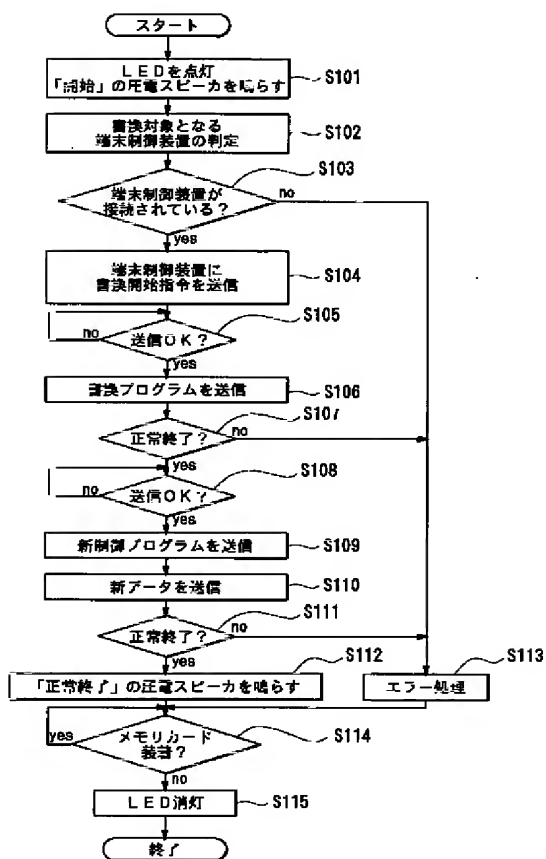 スタート
LEDを点灯
「開始」の圧電スピーカを鳴らす
S101
書換対象となる
端末制御装置の判定
S102
S103
端末制御装置が
接続されている?
no
yes
端末制御装置に
書換開始指令を送信
S104
S105
送信OK?
no
yes
書換プログラムを送信
S106
S107
正常終了?
no
yes
S108
送信OK?
no
yes
新制御プログラムを送信
S109
新データを送信
S110
S111
正常終了?
no
yes
S112
「正常終了」の圧電スピーカを鳴らす
S113
エラー処理
メモリカード
装着?
yes
S114
no
LED消灯
S115
終了